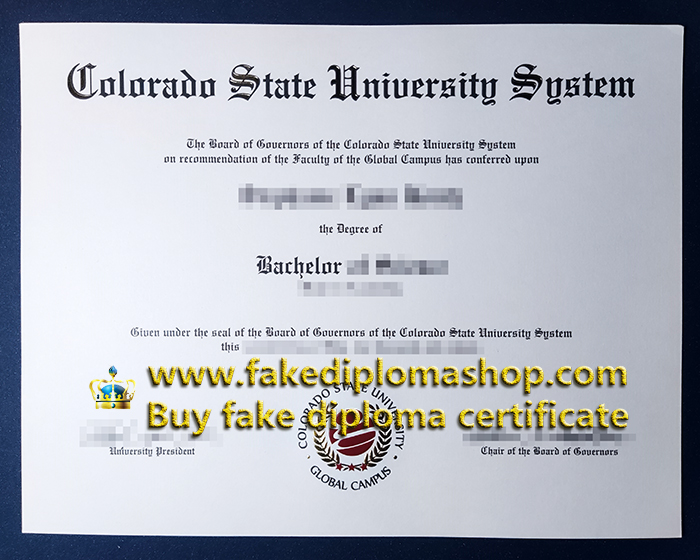 Colorado State University System
The Board of Governors of the Colorado State University System
on recommendation of the Faculty of the Global Campus has conferred upon
the Degree of
Bachelor
Given under the seal of the Board of Governors of the Colorado State University System
this
www.fakediplomashop.com
Buy fake diploma certificate
COLORADO STATE UNIVERSITY
GLOBAL CAMPUS
University President
Chair of the Board of Governors